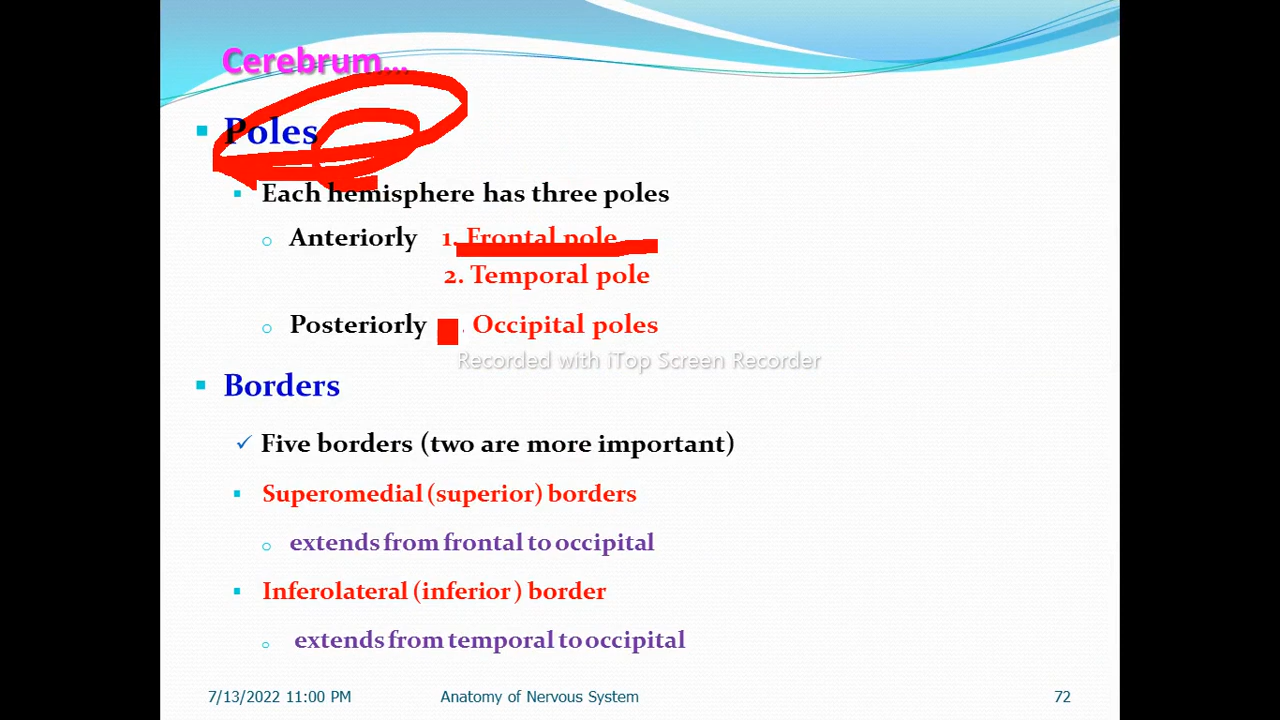 Cerebrum...
▪ Poles
▪ Each hemisphere has three poles
o Anteriorly 1. Frontal pole
2. Temporal pole
o Posteriorly . Occipital poles
Recorded with iTop Screen Recorder
▪ Borders
✓ Five borders (two are more important)
▪ Superomedial (superior) borders
o extends from frontal to occipital
▪ Inferolateral (inferior ) border
o extends from temporal to occipital
7/13/2022 11:00 PM Anatomy of Nervous System 72